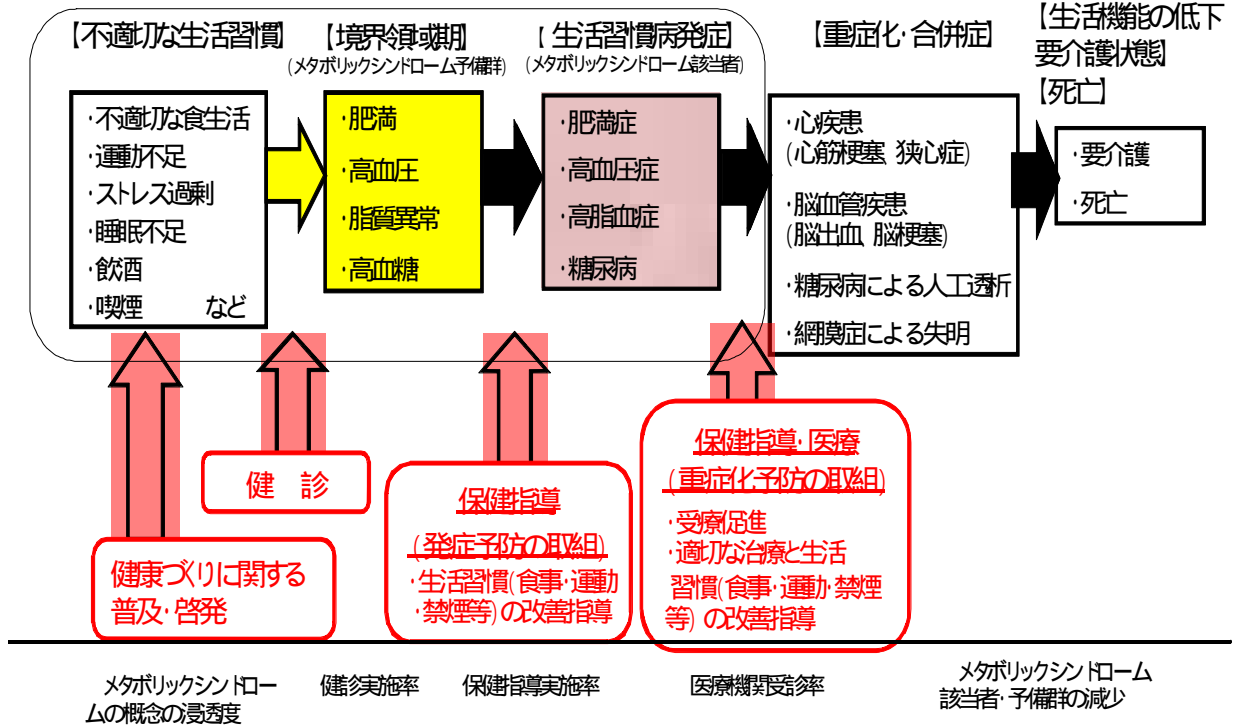 【不適切な生活習慣】
・不適切な食生活
・運動不足
・ストレス過剰
・睡眠不足
・飲酒
・喫煙　　など
【境界領域期】
(メタボリックシンドローム予備群)
・肥満
・高血圧
・脂質異常
・高血糖
【生活習慣病発症】
(メタボリックシンドローム該当者)
・肥満症
・高血圧症
・高脂血症
・糖尿病
【重症化・合併症】
・心疾患
(心筋梗塞、狭心症)
・脳血管疾患
(脳出血、脳梗塞)
・糖尿病による人工透析
・網膜症による失明
【生活機能の低下
要介護状態】
【死亡】
・要介護
・死亡
健康づくりに関する
普及・啓発
健　診
保健指導
(発症予防の取組)
・生活習慣(食事・運動
・禁煙等)の改善指導
保健指導・医療
(重症化予防の取組)
・受療促進
・適切な治療と生活
習慣(食事・運動・禁煙
等)の改善指導
メタボリックシンドロー
ムの概念の浸透度
健診実施率
保健指導実施率
医療機関受診率
メタボリックシンドローム
該当者・予備群の減少